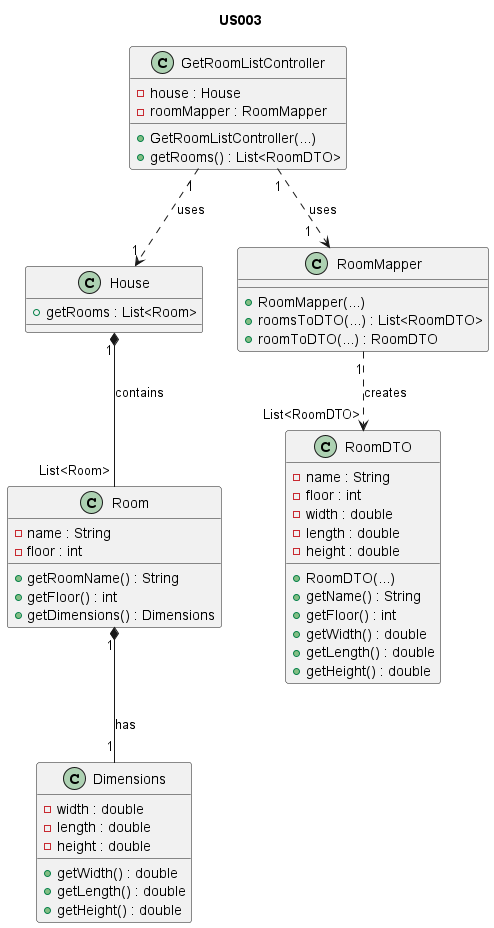 US003
C GetRoomListController
house : House
roomMapper : RoomMapper
GetRoomListController(...)
getRooms() : List<RoomDTO>
1
1
uses
uses
1
1
C House
getRooms : List<Room>
C RoomMapper
RoomMapper(...)
roomsToDTO(...) : List<RoomDTO>
roomToDTO(...) : RoomDTO
1
contains
List<Room>
1
creates
List<RoomDTO>
C Room
name : String
floor : int
getRoomName() : String
getFloor() : int
getDimensions() : Dimensions
C RoomDTO
name : String
floor : int
width : double
length : double
height : double
RoomDTO(...)
getName() : String
getFloor() : int
getWidth() : double
getLength() : double
getHeight() : double
1
has
1
C Dimensions
width : double
length : double
height : double
getWidth() : double
getLength() : double
getHeight() : double